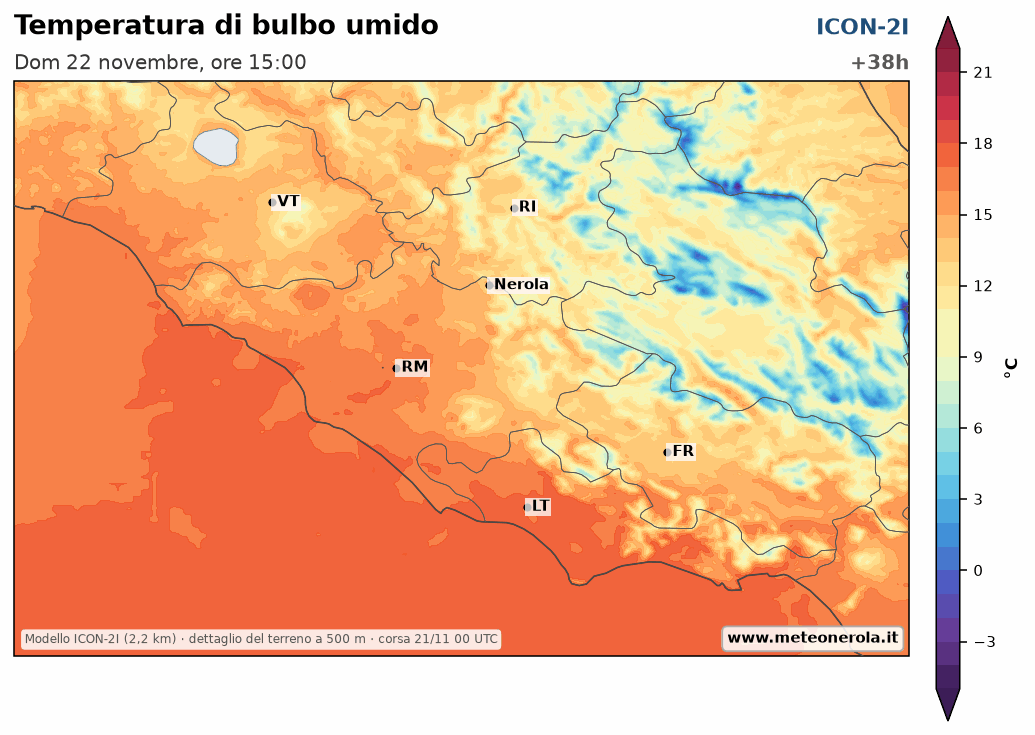 Temperatura di bulbo umido
ICON-2I
Dom 22 novembre, ore 15:00
+38h
VT
RI
Nerola
RM
FR
LT
21
18
15
12
9
6
3
0
−3
°C
Modello ICON-2I (2,2 km) · dettaglio del terreno a 500 m · corsa 21/11 00 UTC
www.meteonerola.it